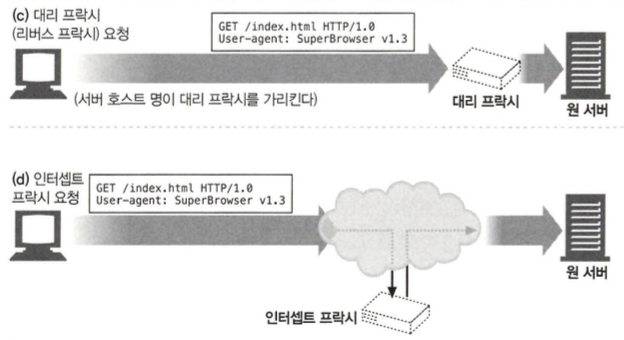 (c) 대리 프락시
(리버스 프락시) 요청
GET /index.html HTTP/1.0
User-agent: SuperBrowser v1.3
(서버 호스트 명이 대리 프락시를 가리킨다)
대리 프락시
원 서버
(d) 인터셉트
프락시 요청
GET /index.html HTTP/1.0
User-agent: SuperBrowser v1.3
원 서버
인터셉트 프락시